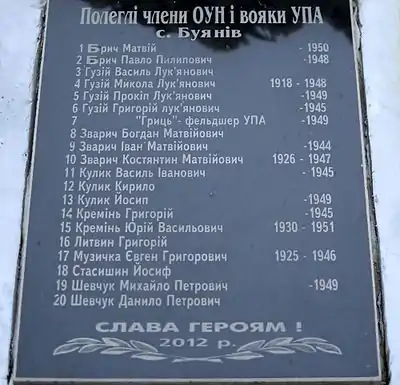 Полеглі члени ОУН і вояки УПА
с. Буянів
1 Брич Матвій - 1950
2 Брич Павло Пилипович -1948
3 Гузій Василь Лук'янович
4 Гузій Микола Лук'янович 1918 - 1948
5 Гузій Прокіп Лук'янович -1949
6 Гузій Григорій лук'янович -1945
7 "Гриць"- фельдшер УПА -1949
8 Зварич Богдан Матвійович
9 Зварич Іван Матвійович -1944
10 Зварич Костянтин Матвійович 1926 - 1947
11 Кулик Василь Іванович - 1945
12 Кулик Кирило
13 Кулик Йосип -1949
14 Кремінь Григорій -1945
15 Кремінь Юрій Васильович 1930 - 1951
16 Литвин Григорій
17 Музичка Євген Григорович 1925 - 1946
18 Стасишин Йосиф
19 Шевчук Михайло Петрович -1949
20 Шевчук Данило Петрович
СЛАВА ГЕРОЯМ !
2012 р.